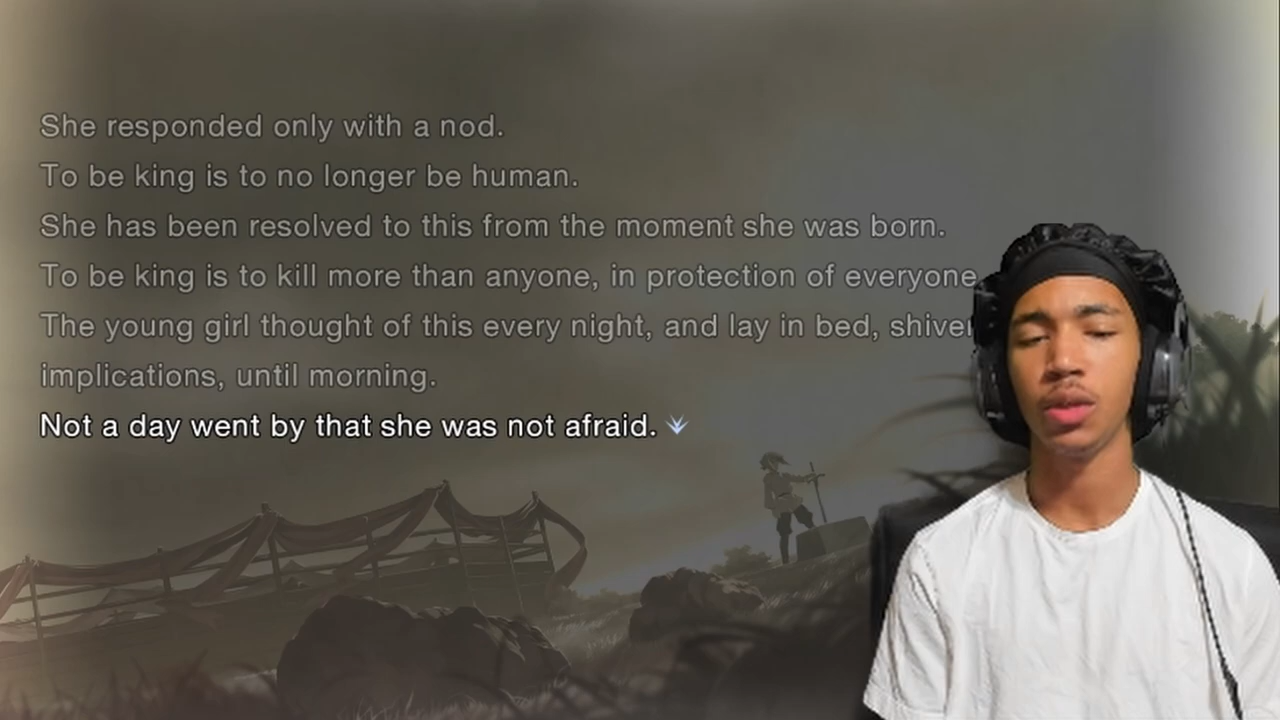 She responded only with a nod.
To be king is to no longer be human.
She has been resolved to this from the moment she was born.
To be king is to kill more than anyone, in protection of everyone
The young girl thought of this every night, and lay in bed,
implications, until morning.
Not a day went by that she was not afraid.